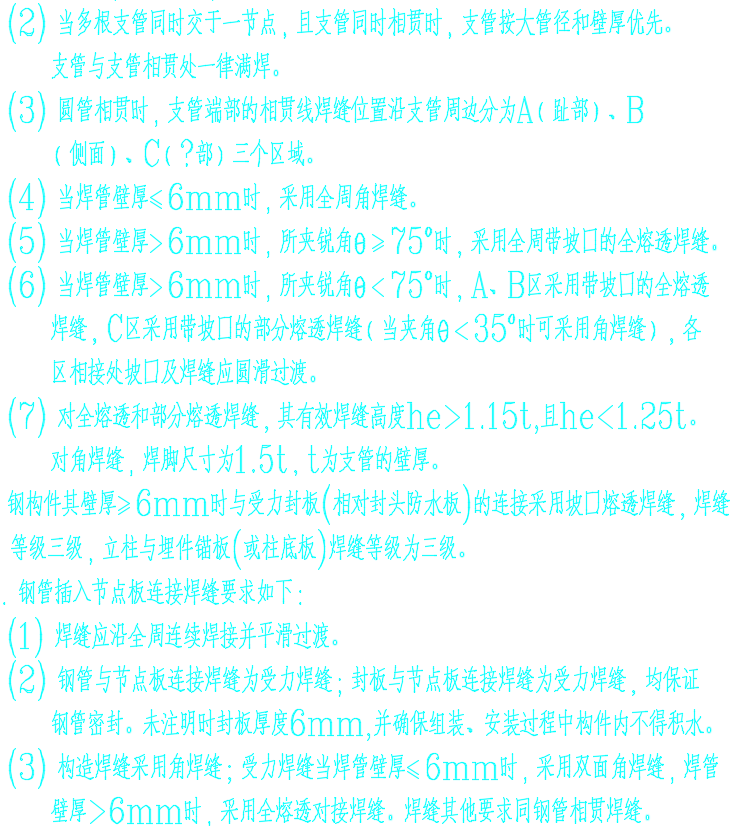 (2) 当多根支管同时交于一节点, 且支管同时相贯时, 支管按大管径和壁厚优先。
支管与支管相贯处一律满焊。
(3) 圆管相贯时, 支管端部的相贯线焊缝位置沿支管周边分为A(趾部)、B
(侧面)、C(?部)三个区域。
(4) 当焊管壁厚≤6mm时, 采用全周角焊缝。
(5) 当焊管壁厚>6mm时, 所夹锐角θ≥75°时, 采用全周带坡口的全熔透焊缝。
(6) 当焊管壁厚>6mm时, 所夹锐角θ<75°时, A、B区采用带坡口的全熔透
焊缝, C区采用带坡口的部分熔透焊缝(当夹角θ<35°时可采用角焊缝), 各
区相接处坡口及焊缝应圆滑过渡。
(7) 对全熔透和部分熔透焊缝, 其有效焊缝高度he>1.15t,且he<1.25t。
对角焊缝, 焊脚尺寸为1.5t, t为支管的壁厚。
钢构件其壁厚≥6mm时与受力封板(相对封头防水板)的连接采用坡口熔透焊缝, 焊缝
等级三级, 立柱与埋件锚板(或柱底板)焊缝等级为三级。
. 钢管插入节点板连接焊缝要求如下:
(1) 焊缝应沿全周连续焊接并平滑过渡。
(2) 钢管与节点板连接焊缝为受力焊缝; 封板与节点板连接焊缝为受力焊缝, 均保证
钢管密封。未注明时封板厚度6mm,并确保组装、安装过程中构件内不得积水。
(3) 构造焊缝采用角焊缝; 受力焊缝当焊管壁厚≤6mm时, 采用双面角焊缝, 焊管
壁厚>6mm时, 采用全熔透对接焊缝。焊缝其他要求同钢管相贯焊缝。